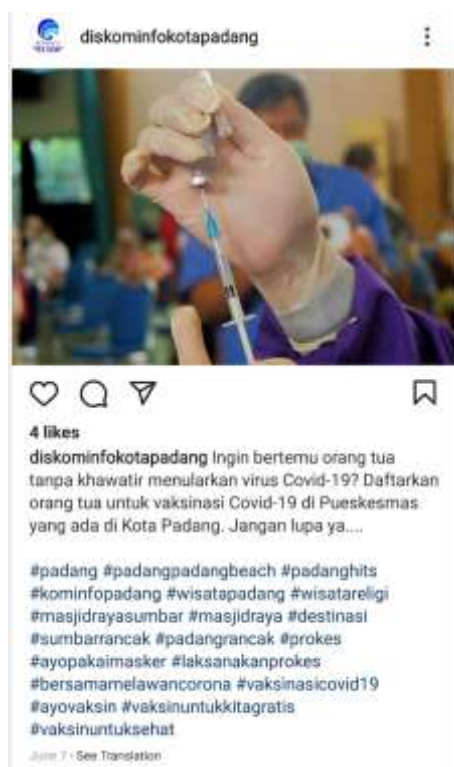 diskominfokotapadang
4 likes
diskominfokotapadang Ingin bertemu orang tua
tanpa khawatir menularkan virus Covid-19? Daftarkan
orang tua untuk vaksinasi Covid-19 di Pueskesmas
yang ada di Kota Padang. Jangan lupa ya....
#padang #padangpadangbeach #padanghits
#kominfopadang #wisatapadang #wisatareligi
#masjidrayasumbar #masjidraya #destinasi
#sumbarrancak #padangrancak #prokes
#ayopakaimasker #laksanakanprokes
#bersamamelawancorona #vaksinasicovid19
#ayovaksin #vaksinuntukkitagratis
#vaksinuntuksehat
June 7 · See Translation